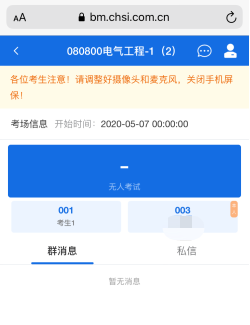 AA bm.chsi.com.cn
080800电气工程-1（2）
各位考生注意！请调整好摄像头和麦克风，关闭手机屏
保！
考场信息 开始时间：2020-05-07 00:00:00
–
无人考试
001 003
考生1
群消息 私信
暂无消息